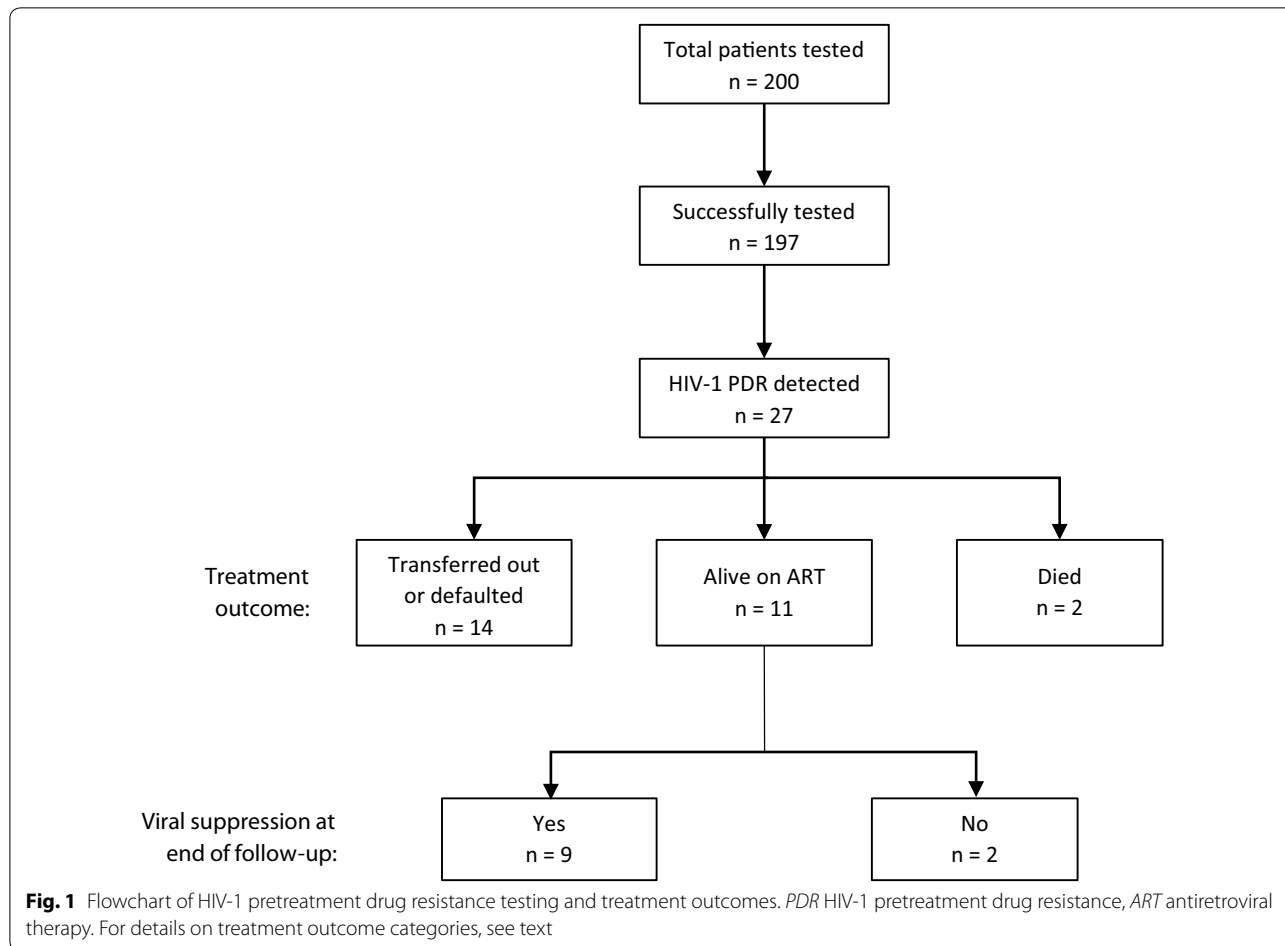 Total patients tested
n = 200
Successfully tested
n = 197
HIV-1 PDR detected
n = 27
Treatment
outcome:
Transferred out
or defaulted
n = 14
Alive on ART
n = 11
Died
n = 2
Viral suppression at
end of follow-up:
Yes
n = 9
No
n = 2
Fig. 1 Flowchart of HIV-1 pretreatment drug resistance testing and treatment outcomes. PDR HIV-1 pretreatment drug resistance, ART antiretroviral
therapy. For details on treatment outcome categories, see text